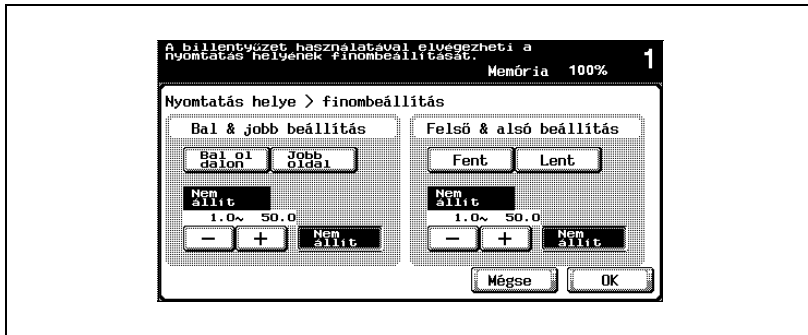 A billentyűzet használatával elvégezheti a
nyomtatás helyének finombeállítását.
Memória 100% 1
Nyomtatás helye > finombeállítás
Bal & jobb beállítás
Bal ol
dalon
Jobb
oldal
Nem
állít
1.0~ 50.0
− +
Nem
állít
Felső & alsó beállítás
Fent Lent
Nem
állít
1.0~ 50.0
− +
Nem
állít
Mégse OK